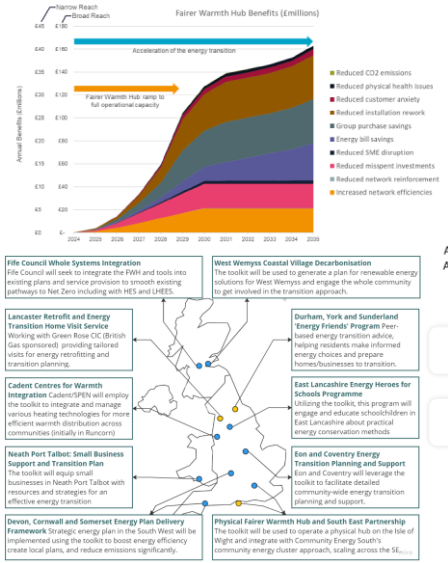 Narrow Reach
Broad Reach
Fairer Warmth Hub Benefits (£millions)
£45 £180
£40 £160
£35 £140
£30 £120
£25 £100
£20 £80
£15 £60
£10 £40
£5 £20
£0 £-
Annual Benefits (£millions)
Acceleration of the energy transition
Fairer Warmth Hub ramp to
full operational capacity
2024 2025 2026 2027 2028 2029 2030 2031 2032 2033 2034 2035
Reduced CO2 emissions
Reduced physical health issues
Reduced customer anxiety
Reduced installation rework
Group purchase savings
Energy bill savings
Reduced SME disruption
Reduced misspent investments
Reduced network reinforcement
Increased network efficiencies
Fife Council Whole Systems Integration
Fife Council will seek to integrate the FWH and tools into
existing plans and service provision to smooth existing
pathways to Net Zero including with HES and LHEES.
West Wemyss Coastal Village Decarbonisation
The toolkit will be used to generate a plan for renewable energy
solutions for West Wemyss and engage the whole community
to get involved in the transition approach.
Lancaster Retrofit and Energy
Transition Home Visit Service
Working with Green Rose CIC (British
Gas sponsored) providing tailored
visits for energy retrofitting and
transition planning.
Durham, York and Sunderland
'Energy Friends' Program Peer-
based energy transition advice,
helping residents make informed
energy choices and prepare
homes/businesses to transition.
Cadent Centres for Warmth
Integration Cadent/SPEN will employ
the toolkit to integrate and manage
various heating technologies for more
efficient warmth distribution across
communities (initially in Runcorn)
East Lancashire Energy Heroes for
Schools Programme
Utilizing the toolkit, this program will
engage and educate schoolchildren in
East Lancashire about practical
energy conservation methods
Neath Port Talbot: Small Business
Support and Transition Plan
The toolkit will equip small
businesses in Neath Port Talbot with
resources and strategies for an
effective energy transition
Eon and Coventry Energy
Transition Planning and Support
Eon and Coventry will leverage the
toolkit to facilitate detailed
community-wide energy transition
planning and support.
Devon, Cornwall and Somerset Energy Plan Delivery
Framework Strategic energy plan in the South West will be
implemented using the toolkit to boost energy efficiency
create local plans, and reduce emissions significantly.
Physical Fairer Warmth Hub and South East Partnership
The toolkit will be used to operate a physical hub on the Isle of
Wight and integrate with Community Energy South's
community energy cluster approach, scaling across the SE.
A
A